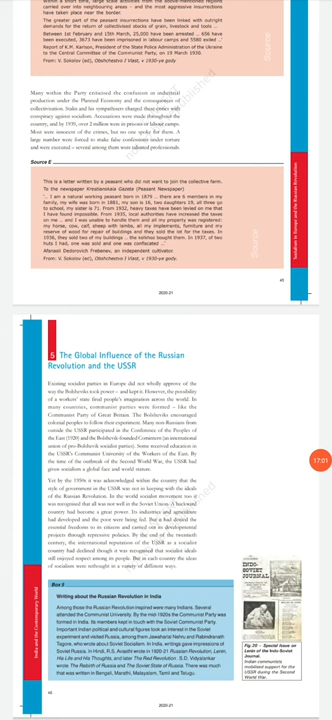 within a short time, large scale activities from the above-mentioned regions
carried over into neighbouring areas – and the most aggressive insurrections
have taken place near the border.
The greater part of the peasant insurrections have been linked with outright
demands for the return of collectivised stocks of grain, livestock and tools ...
Between 1st February and 15th March, 25,000 have been arrested ... 656 have
been executed, 3673 have been imprisoned in labour camps and 5580 exiled ...'
Report of K.M. Karlson, President of the State Police Administration of the Ukraine
to the Central Committee of the Communist Party, on 19 March 1930.
From: V. Sokolov (ed), Obshchestvo I Vlast, v 1930-ye gody
Source
Many within the Party criticised the confusion in industrial
production under the Planned Economy and the consequences of
collectivisation. Stalin and his sympathisers charged these critics with
conspiracy against socialism. Accusations were made throughout the
country, and by 1939, over 2 million were in prisons or labour camps.
Most were innocent of the crimes, but no one spoke for them. A
large number were forced to make false confessions under torture
and were executed – several among them were talented professionals.
Source E
This is a letter written by a peasant who did not want to join the collective farm.
To the newspaper Krestianskaia Gazeta (Peasant Newspaper)
'... I am a natural working peasant born in 1879 ... there are 6 members in my
family, my wife was born in 1881, my son is 16, two daughters 19, all three go
to school, my sister is 71. From 1932, heavy taxes have been levied on me that
I have found impossible. From 1935, local authorities have increased the taxes
on me ... and I was unable to handle them and all my property was registered:
my horse, cow, calf, sheep with lambs, all my implements, furniture and my
reserve of wood for repair of buildings and they sold the lot for the taxes. In
1936, they sold two of my buildings ... the kolkhoz bought them. In 1937, of two
huts I had, one was sold and one was confiscated ...'
Afanasii Dedorovich Frebenev, an independent cultivator.
From: V. Sokolov (ed), Obshchestvo I Vlast, v 1930-ye gody.
Source
Socialism in Europe and the Russian Revolution
2020-21
5 The Global Influence of the Russian
Revolution and the USSR
Existing socialist parties in Europe did not wholly approve of the
way the Bolsheviks took power – and kept it. However, the possibility
of a workers' state fired people's imagination across the world. In
many countries, communist parties were formed – like the
Communist Party of Great Britain. The Bolsheviks encouraged
colonial peoples to follow their experiment. Many non-Russians from
outside the USSR participated in the Conference of the Peoples of
the East (1920) and the Bolshevik-founded Comintern (an international
union of pro-Bolshevik socialist parties). Some received education in
the USSR's Communist University of the Workers of the East. By
the time of the outbreak of the Second World War, the USSR had
given socialism a global face and world stature.
Yet by the 1950s it was acknowledged within the country that the
style of government in the USSR was not in keeping with the ideals
of the Russian Revolution. In the world socialist movement too it
was recognised that all was not well in the Soviet Union. A backward
country had become a great power. Its industries and agriculture
had developed and the poor were being fed. But it had denied the
essential freedoms to its citizens and carried out its developmental
projects through repressive policies. By the end of the twentieth
century, the international reputation of the USSR as a socialist
country had declined though it was recognised that socialist ideals
still enjoyed respect among its people. But in each country the ideas
of socialism were rethought in a variety of different ways.
17:01
Box 5
Writing about the Russian Revolution in India
Among those the Russian Revolution inspired were many Indians. Several
attended the Communist University. By the mid-1920s the Communist Party was
formed in India. Its members kept in touch with the Soviet Communist Party.
Important Indian political and cultural figures took an interest in the Soviet
experiment and visited Russia, among them Jawaharlal Nehru and Rabindranath
Tagore, who wrote about Soviet Socialism. In India, writings gave impressions of
Soviet Russia. In Hindi, R.S. Avasthi wrote in 1920-21 Russian Revolution, Lenin,
His Life and His Thoughts, and later The Red Revolution. S.D. Vidyalankar
wrote The Rebirth of Russia and The Soviet State of Russia. There was much
that was written in Bengali, Marathi, Malayalam, Tamil and Telugu.
INDO-
SOVIET
JOURNAL
Fig.20 – Special Issue on
Lenin of the Indo-Soviet
Journal.
Indian communists
mobilised support for the
USSR during the Second
World War.
India and the Contemporary World
2020-21